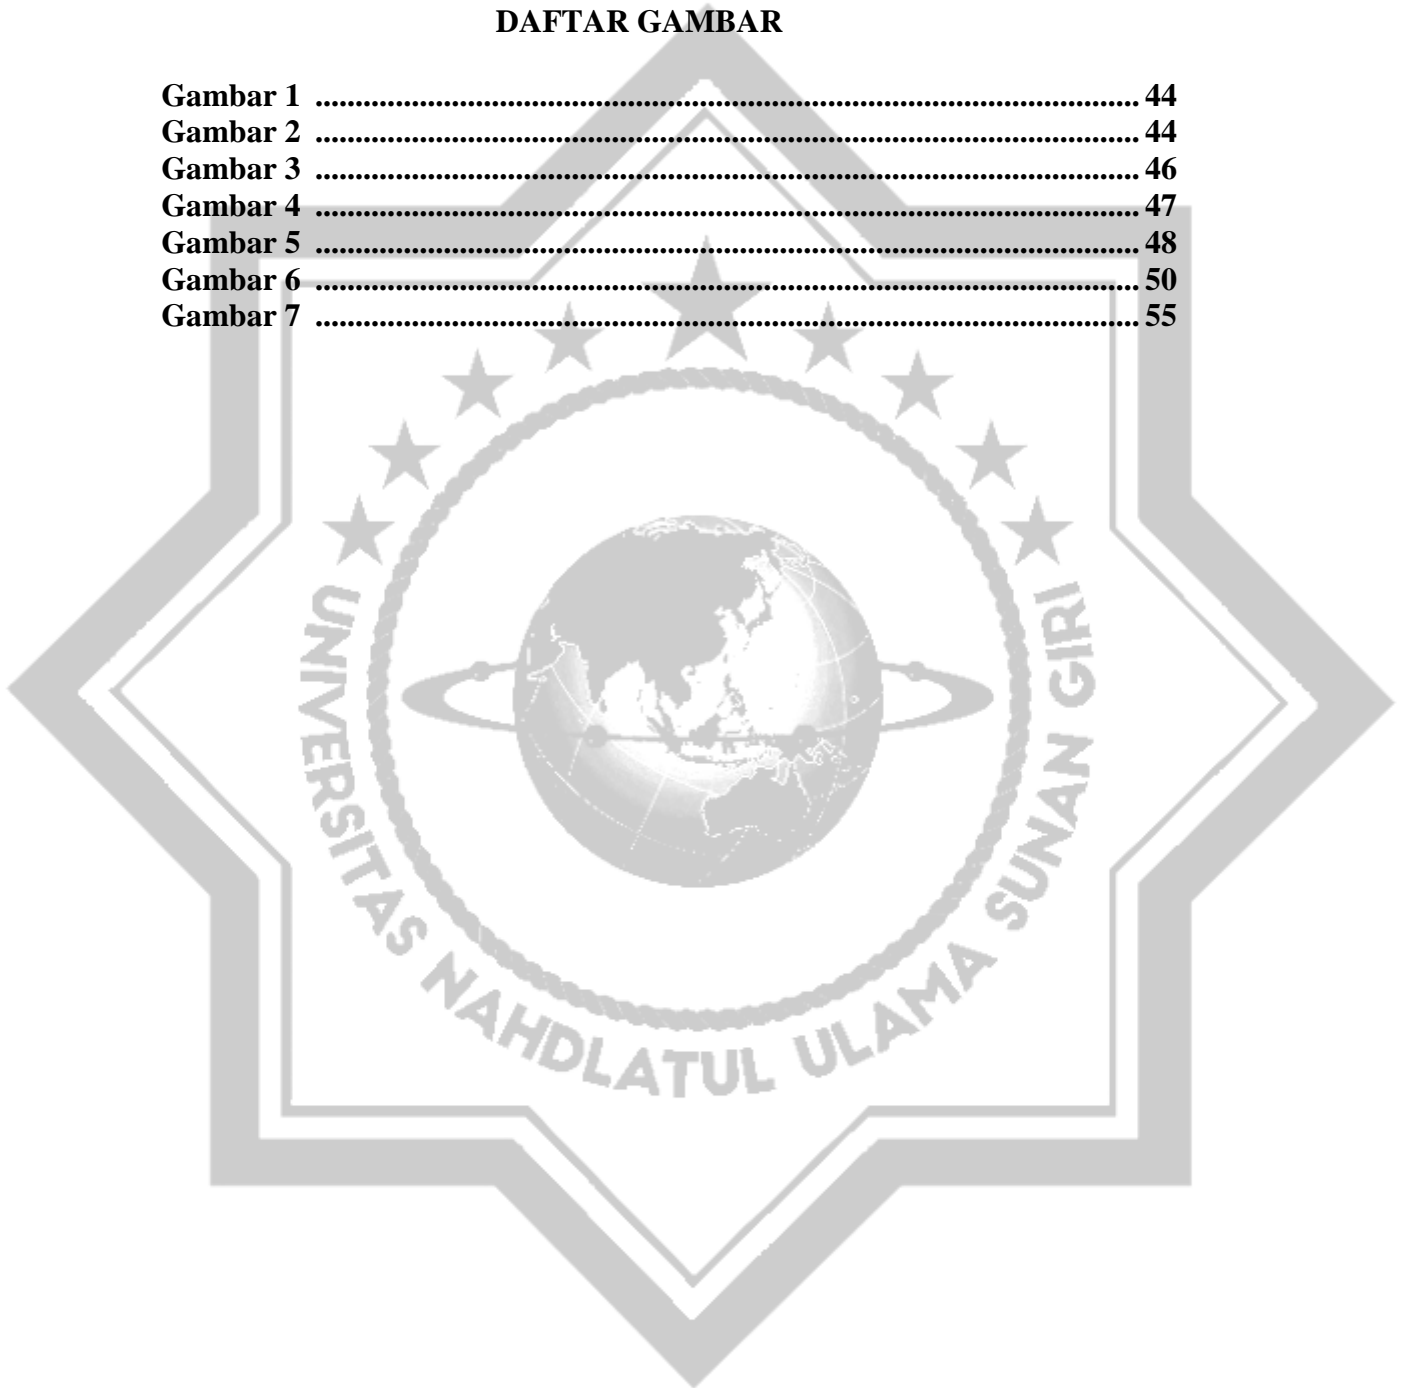 DAFTAR GAMBAR
Gambar 1 ....................................................................................................... 44
Gambar 2 ....................................................................................................... 44
Gambar 3 ....................................................................................................... 46
Gambar 4 ....................................................................................................... 47
Gambar 5 ....................................................................................................... 48
Gambar 6 ....................................................................................................... 50
Gambar 7 ....................................................................................................... 55
UNIVERSITAS NAHDLATUL ULAMA SUNAN GIRI